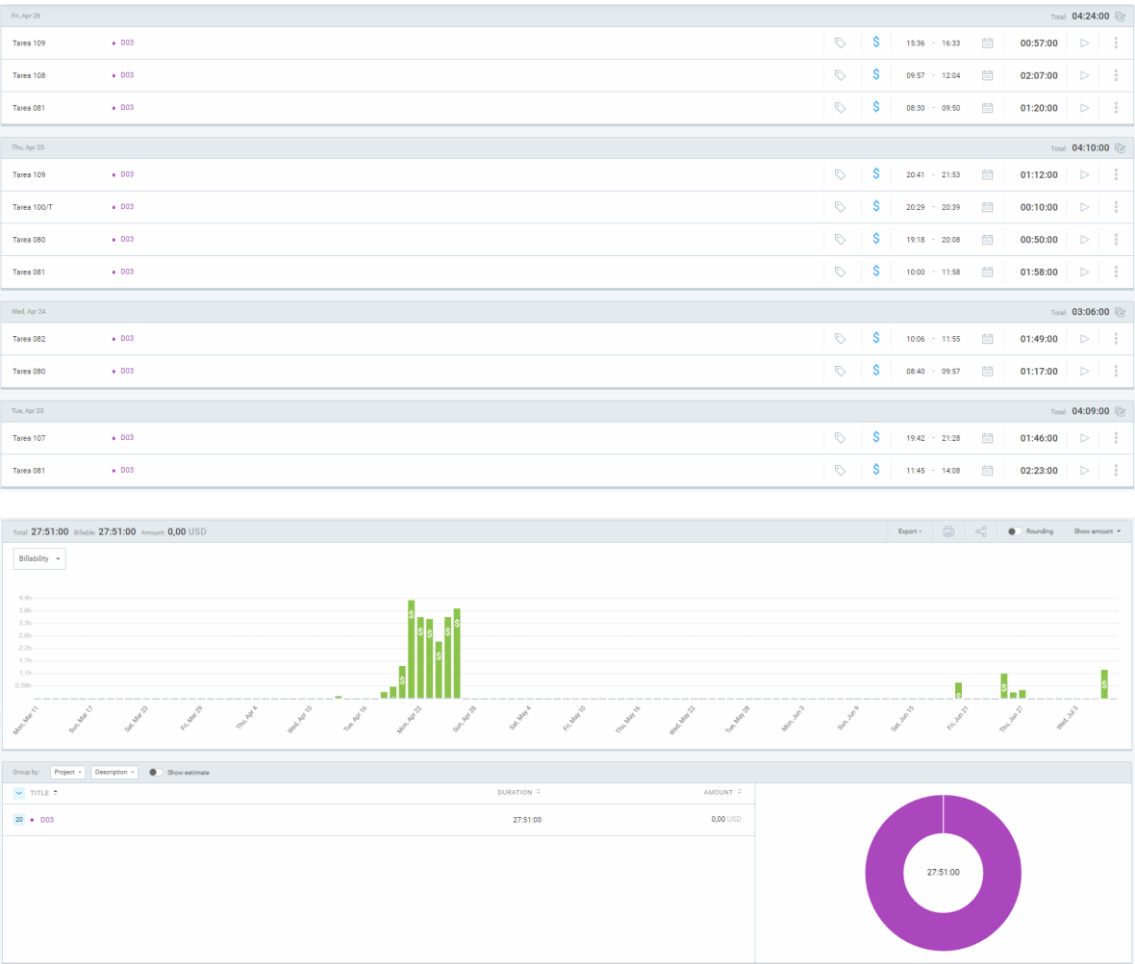 Fri, Apr 26 Total: 04:24:00
Tarea 109 • D03 $ 15:36 - 16:33 00:57:00
Tarea 108 • D03 $ 09:57 - 12:04 02:07:00
Tarea 081 • D03 $ 08:30 - 09:50 01:20:00
Thu, Apr 25 Total: 04:10:00
Tarea 109 • D03 $ 20:41 - 21:53 01:12:00
Tarea 100/T • D03 $ 20:29 - 20:39 00:10:00
Tarea 080 • D03 $ 19:18 - 20:08 00:50:00
Tarea 081 • D03 $ 10:00 - 11:58 01:58:00
Wed, Apr 24 Total: 03:06:00
Tarea 082 • D03 $ 10:06 - 11:55 01:49:00
Tarea 080 • D03 $ 08:40 - 09:57 01:17:00
Tue, Apr 23 Total: 04:09:00
Tarea 107 • D03 $ 19:42 - 21:28 01:46:00
Tarea 081 • D03 $ 11:45 - 14:08 02:23:00
Total: 27:51:00 Billable: 27:51:00 Amount: 0,00 USD Export Rounding Show amount
Billability
4.4h
3.3h
2.2h
1.7h
1.1h
Mon, Mar 11 Sun, Mar 17 Sat, Mar 23 Fri, Mar 29 Thu, Apr 4 Wed, Apr 10 Tue, Apr 16 Mon, Apr 22 Sun, Apr 28 Sat, May 4 Fri, May 10 Thu, May 16 Wed, May 22 Tue, May 28 Mon, Jun 3 Sun, Jun 9 Sat, Jun 15 Fri, Jun 21 Thu, Jun 27 Wed, Jul 3
Group by: Project Description Show estimate
TITLE DURATION AMOUNT
20 • D03 27:51:00 0,00 USD
27:51:00